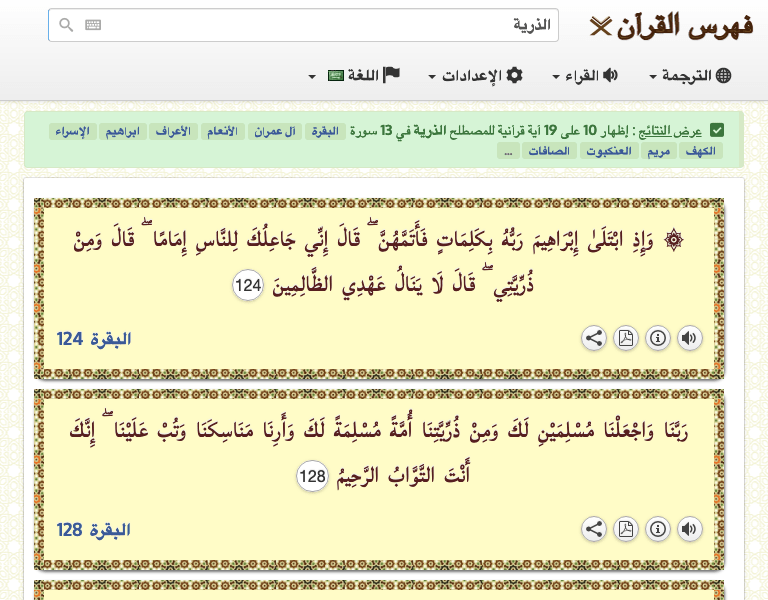 فهرس القرآن
الذرية
الترجمة
القراء
الإعدادات
اللغة
عرض النتائج : إظهار 10 على 19 آية قرآنية للمصطلح الذرية في 13 سورة البقرة آل عمران الأنعام الأعراف ابراهيم الإسراء
الكهف مريم العنكبوت الصافات ...
۞ وَإِذِ ابْتَلَىٰ إِبْرَاهِيمَ رَبُّهُ بِكَلِمَاتٍ فَأَتَمَّهُنَّ ۖ قَالَ إِنِّي جَاعِلُكَ لِلنَّاسِ إِمَامًا ۖ قَالَ وَمِنْ
ذُرِّيَّتِي ۖ قَالَ لَا يَنَالُ عَهْدِي الظَّالِمِينَ 124
البقرة 124
رَبَّنَا وَاجْعَلْنَا مُسْلِمَيْنِ لَكَ وَمِنْ ذُرِّيَّتِنَا أُمَّةً مُسْلِمَةً لَكَ وَأَرِنَا مَنَاسِكَنَا وَتُبْ عَلَيْنَا ۖ إِنَّكَ
أَنْتَ التَّوَّابُ الرَّحِيمُ 128
البقرة 128